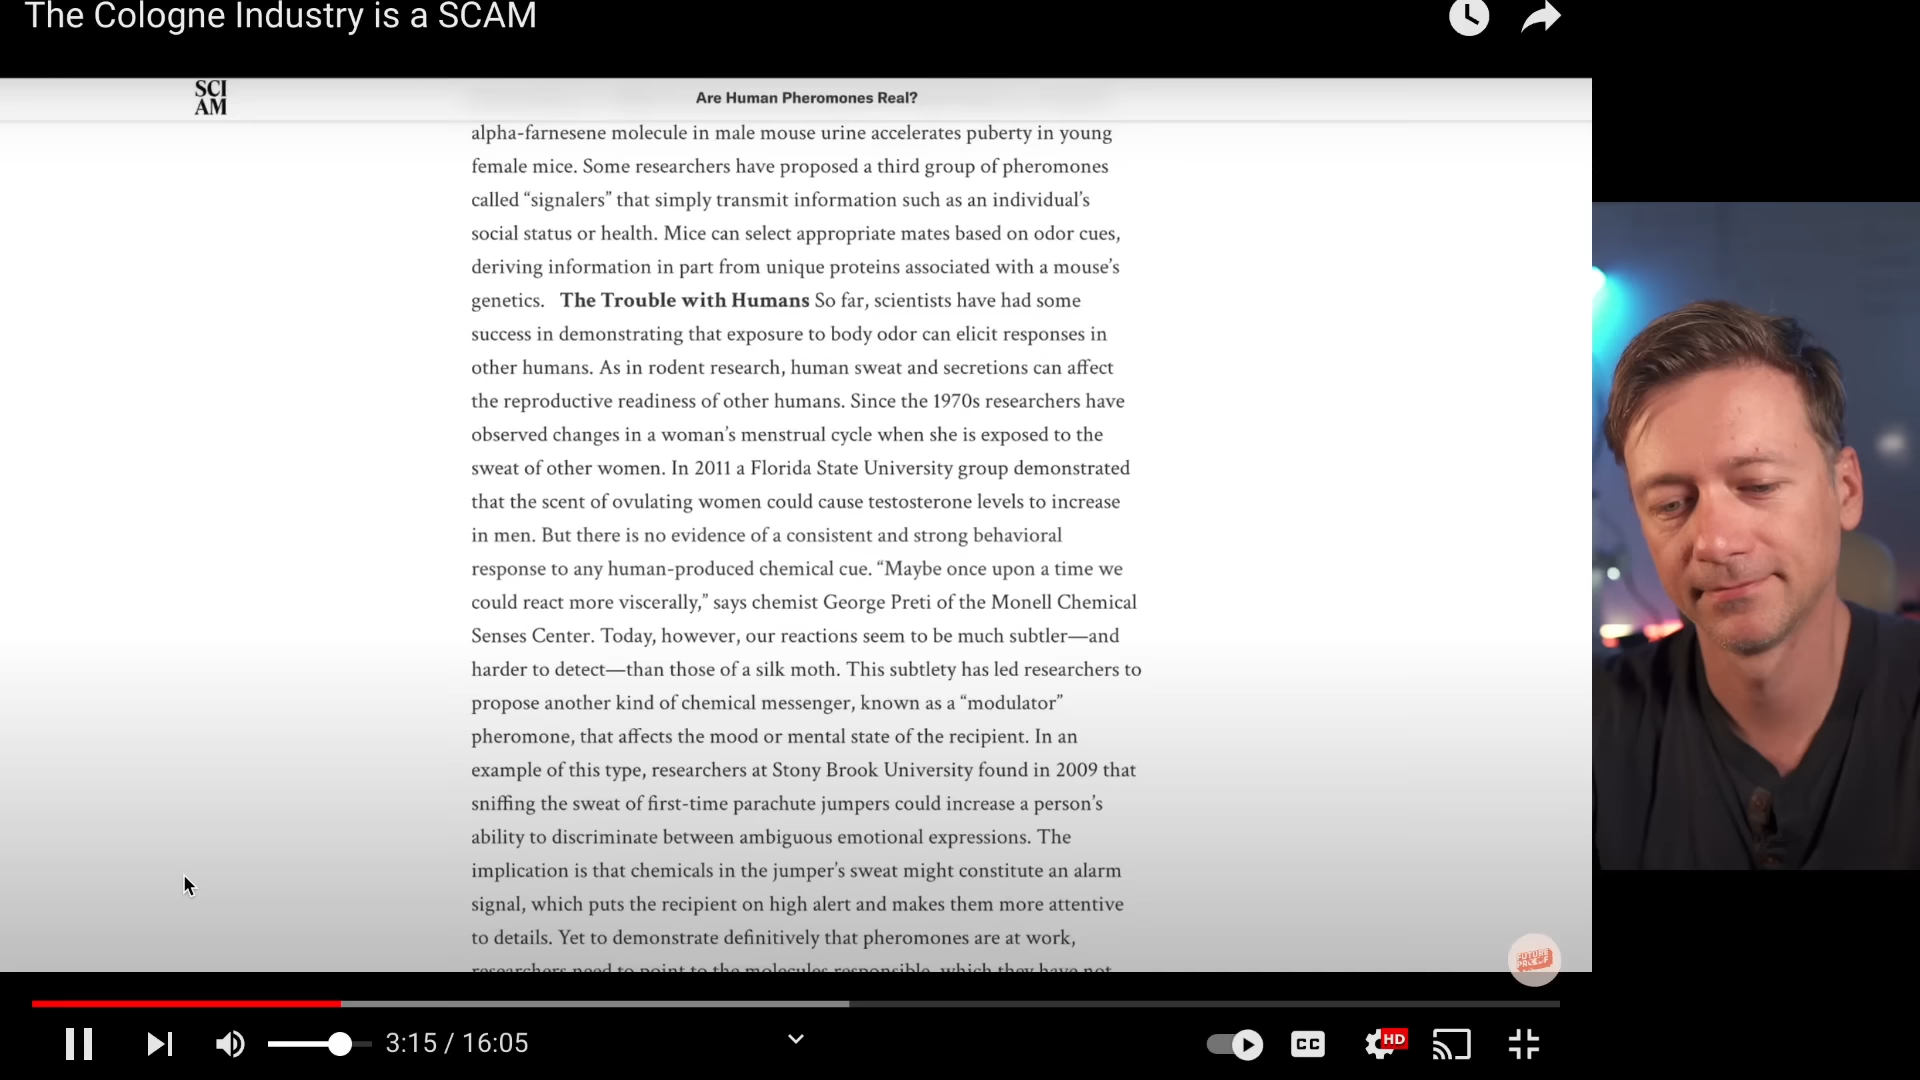 The Cologne Industry is a SCAM
SCI
AM
Are Human Pheromones Real?
alpha-farnesene molecule in male mouse urine accelerates puberty in young
female mice. Some researchers have proposed a third group of pheromones
called “signalers” that simply transmit information such as an individual’s
social status or health. Mice can select appropriate mates based on odor cues,
deriving information in part from unique proteins associated with a mouse’s
genetics. The Trouble with Humans So far, scientists have had some
success in demonstrating that exposure to body odor can elicit responses in
other humans. As in rodent research, human sweat and secretions can affect
the reproductive readiness of other humans. Since the 1970s researchers have
observed changes in a woman’s menstrual cycle when she is exposed to the
sweat of other women. In 2011 a Florida State University group demonstrated
that the scent of ovulating women could cause testosterone levels to increase
in men. But there is no evidence of a consistent and strong behavioral
response to any human-produced chemical cue. “Maybe once upon a time we
could react more viscerally,” says chemist George Preti of the Monell Chemical
Senses Center. Today, however, our reactions seem to be much subtler—and
harder to detect—than those of a silk moth. This subtlety has led researchers to
propose another kind of chemical messenger, known as a “modulator”
pheromone, that affects the mood or mental state of the recipient. In an
example of this type, researchers at Stony Brook University found in 2009 that
sniffing the sweat of first-time parachute jumpers could increase a person’s
ability to discriminate between ambiguous emotional expressions. The
implication is that chemicals in the jumper’s sweat might constitute an alarm
signal, which puts the recipient on high alert and makes them more attentive
to details. Yet to demonstrate definitively that pheromones are at work,
researchers need to point to the molecules responsible, which they have not
FUTURE
PROOF
3:15 / 16:05
CC
HD